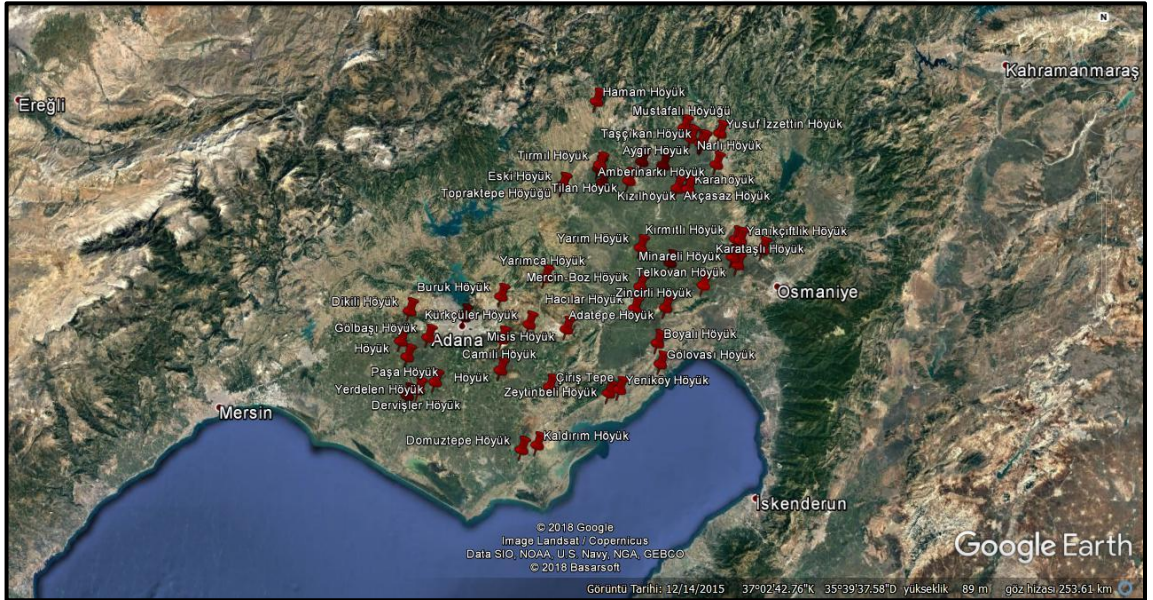 N
Kahramanmaraş
Ereğli
Hamam Höyük
Mustafalı Höyüğü
Yusuf İzzettin Höyük
Taşçıkan Höyük
Narlı Höyük
Aygır Höyük
Tırmıl Höyük
Amberinarkı Höyük
Eski Höyük
Karahöyük
Tilan Höyük
Topraktepe Höyüğü
Kızılhöyük
Akçasaz Höyük
Kırmıtlı Höyük
Yanıkçiftlik Höyük
Yarım Höyük
Karataşlı Höyük
Minareli Höyük
Yarımca Höyük
Telkovan Höyük
Mercin-Boz Höyük
Buruk Höyük
Zincirli Höyük
Osmaniye
Hacılar Höyük
Dikili Höyük
Kürkçüler Höyük
Adatepe Höyük
Gölbaşı Höyük
Adana
Misis Höyük
Boyalı Höyük
Höyük
Camili Höyük
Gölovası Höyük
Paşa Höyük
Höyük
Çiriş Tepe
Yeniköy Höyük
Yerdelen Höyük
Zeytinbeli Höyük
Dervişler Höyük
Mersin
Domuztepe Höyük
Kaldırım Höyük
İskenderun
© 2018 Google
Image Landsat / Copernicus
Data SIO, NOAA, U.S. Navy, NGA, GEBCO
© 2018 Basarsoft
Google Earth
Görüntü Tarihi: 12/14/2015 37°02'42.76"K 35°39'37.58"D yükseklik 89 m göz hizası 253.61 km